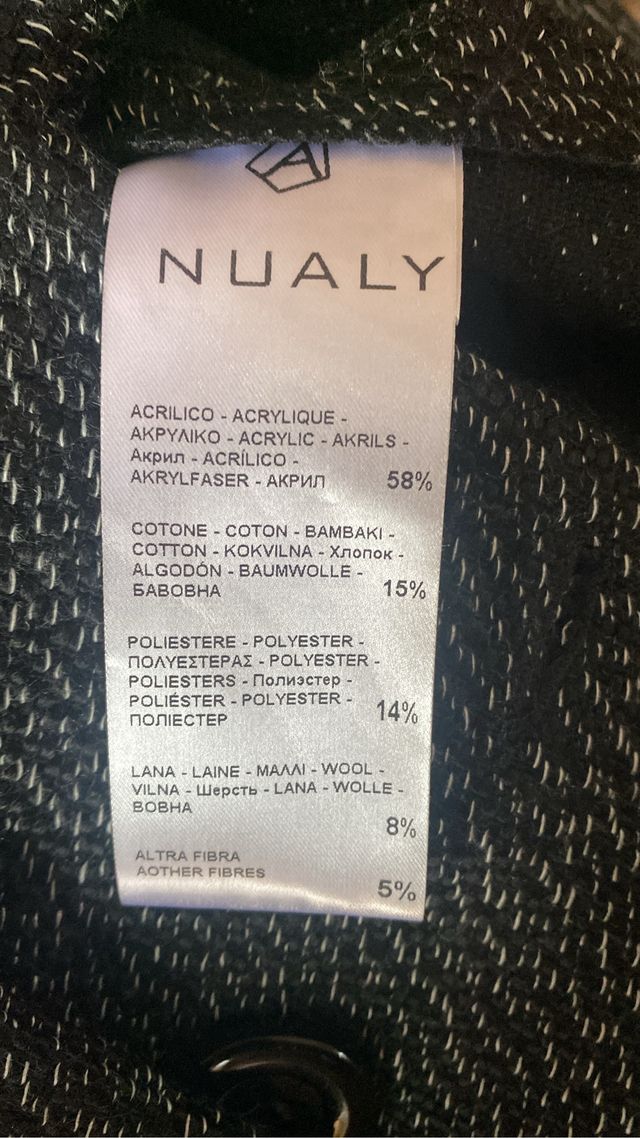 NUALY
ACRILICO - ACRYLIQUE -
ΑΚΡΥΛΙΚΟ - ACRYLIC - AKRILS -
Акрил - ACRÍLICO -
AKRYLFASER - АКРИЛ 58%
COTONE - COTON - BAMBAKI -
COTTON - KOKVILNA - Хлопок -
ALGODÓN - BAUMWOLLE -
БАВОВНА 15%
POLIESTERE - POLYESTER -
ΠΟΛΥΕΣΤΕΡΑΣ - POLYESTER -
POLIESTERS - Полиэстер -
POLIÉSTER - POLYESTER -
ПОЛІЕСТЕР 14%
LANA - LAINE - ΜΑΛΛΙ - WOOL -
VILNA - Шерсть - LANA - WOLLE -
ВОВНА 8%
ALTRA FIBRA
AOTHER FIBRES 5%